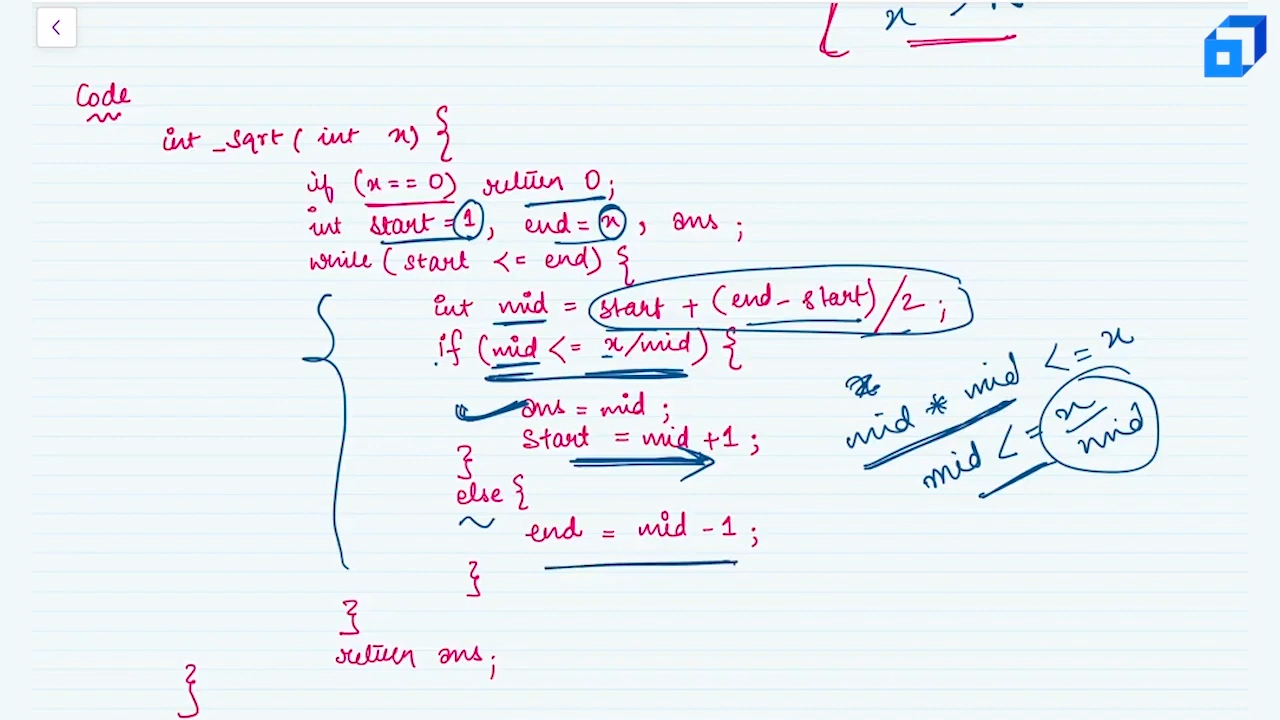 x
Code
int _sqrt( int x) {
if (x == 0) return 0;
int start = 1, end = x, ans ;
while ( start <= end) {
int mid = start + (end - start) / 2 ;
if (mid <= x/mid) {
ans = mid ;
start = mid +1 ;
}
else {
end = mid - 1 ;
}
}
return ans;
}
mid * mid <= x
mid <= x/mid